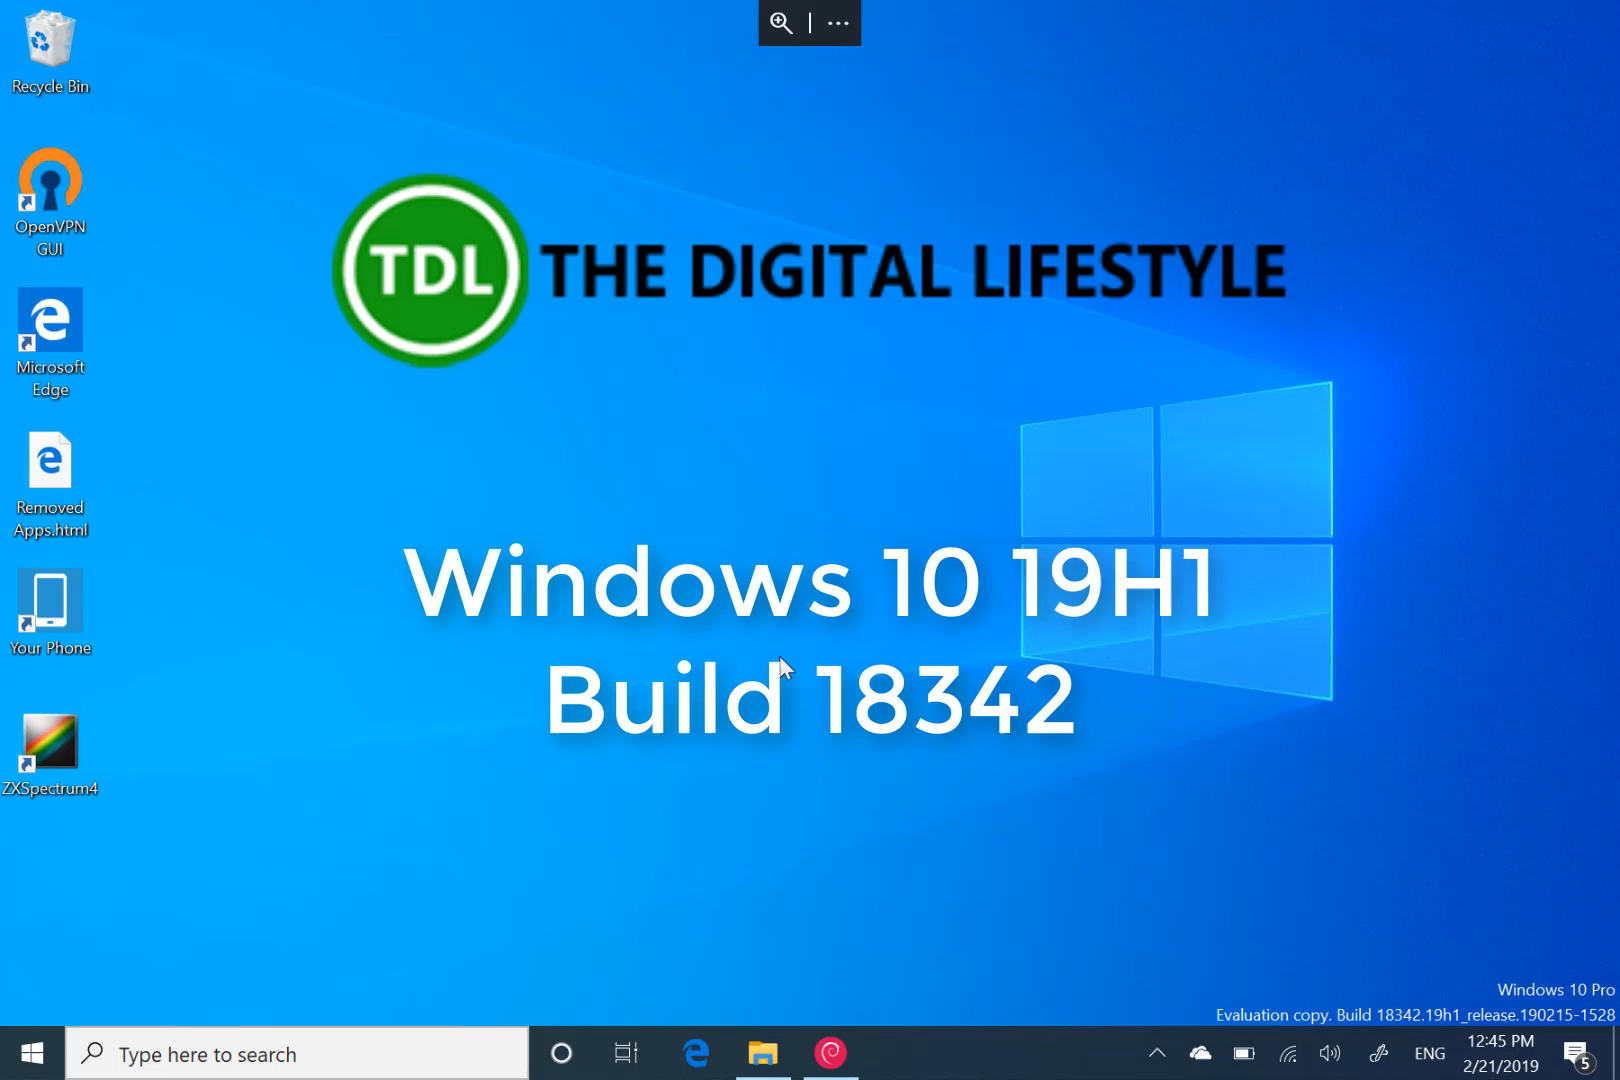 Recycle Bin
OpenVPN
GUI
Microsoft
Edge
Removed
Apps.html
Your Phone
ZXSpectrum4
TDL THE DIGITAL LIFESTYLE
Windows 10 19H1
Build 18342
Windows 10 Pro
Evaluation copy. Build 18342.19h1_release.190215-1528
Type here to search
ENG
12:45 PM
2/21/2019
5